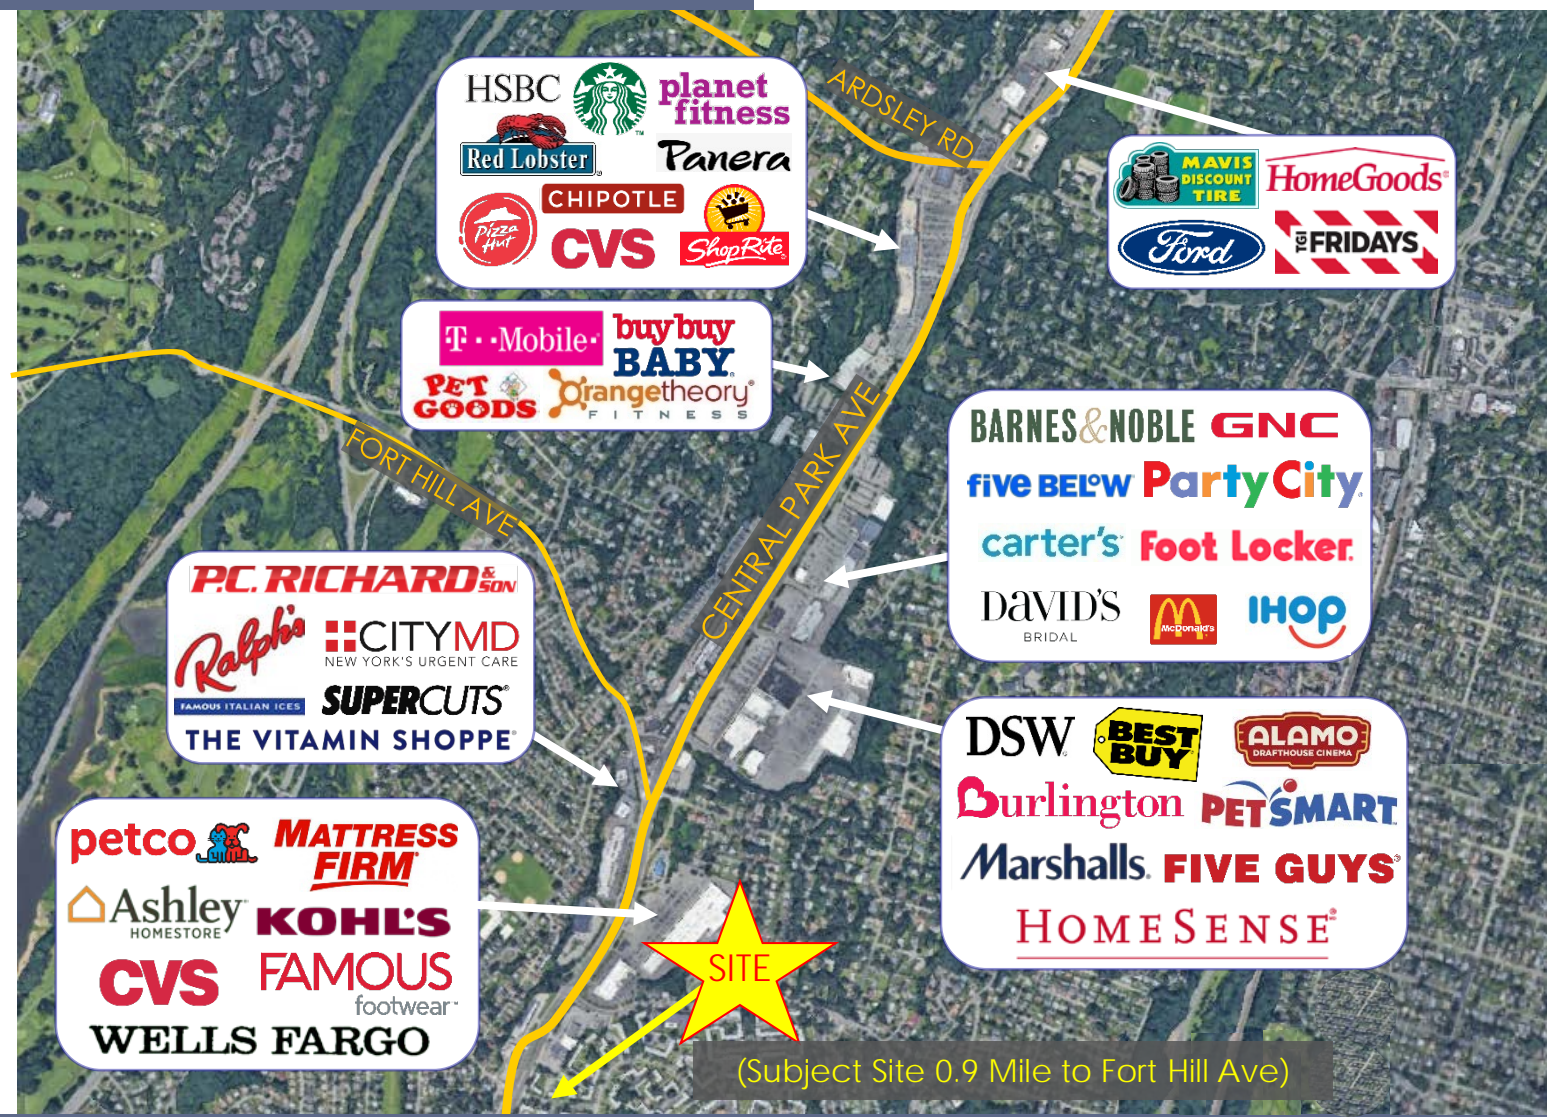 ARDSLEY RD
HSBC
planet
fitness
Red Lobster
Panera
Pizza
Hut
CHIPOTLE
CVS
ShopRite
MAVIS
DISCOUNT
TIRE
HomeGoods
Ford
TGI FRIDAYS
T··Mobile·
buybuy
BABY
PET
GOODS
Orangetheory
FITNESS
CENTRAL PARK AVE
FORT HILL AVE
BARNES&NOBLE
GNC
five BELOW
PartyCity
carter's
Foot Locker.
DAVID'S
BRIDAL
McDonald's
IHOP
P.C. RICHARD & SON
Ralph's
FAMOUS ITALIAN ICES
CITYMD
NEW YORK'S URGENT CARE
SUPERCUTS
THE VITAMIN SHOPPE
DSW
BEST
BUY
ALAMO
DRAFTHOUSE CINEMA
Burlington
PETSMART
Marshalls.
FIVE GUYS
HOMESENSE
petco
MATTRESS
FIRM
Ashley
HOMESTORE
KOHL'S
CVS
FAMOUS
footwear
WELLS FARGO
SITE
(Subject Site 0.9 Mile to Fort Hill Ave)